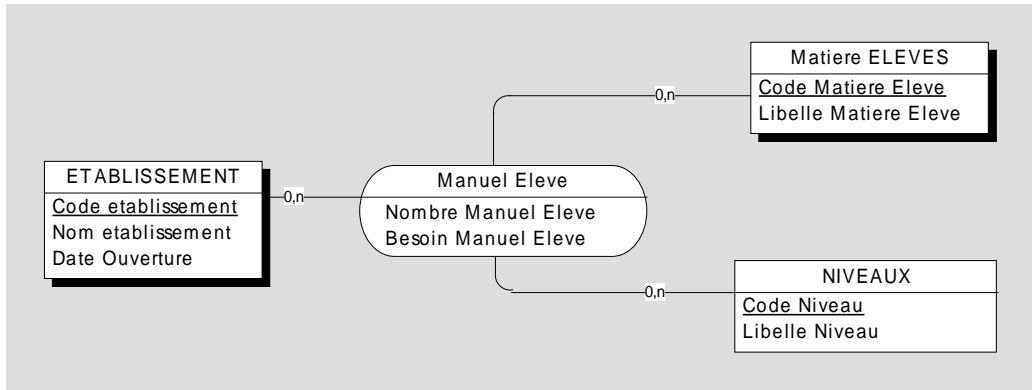 Matiere ELEVES
Code Matiere Eleve
Libelle Matiere Eleve
0,n
ETABLISSEMENT
Code etablissement
Nom etablissement
Date Ouverture
0,n
Manuel Eleve
Nombre Manuel Eleve
Besoin Manuel Eleve
0,n
NIVEAUX
Code Niveau
Libelle Niveau